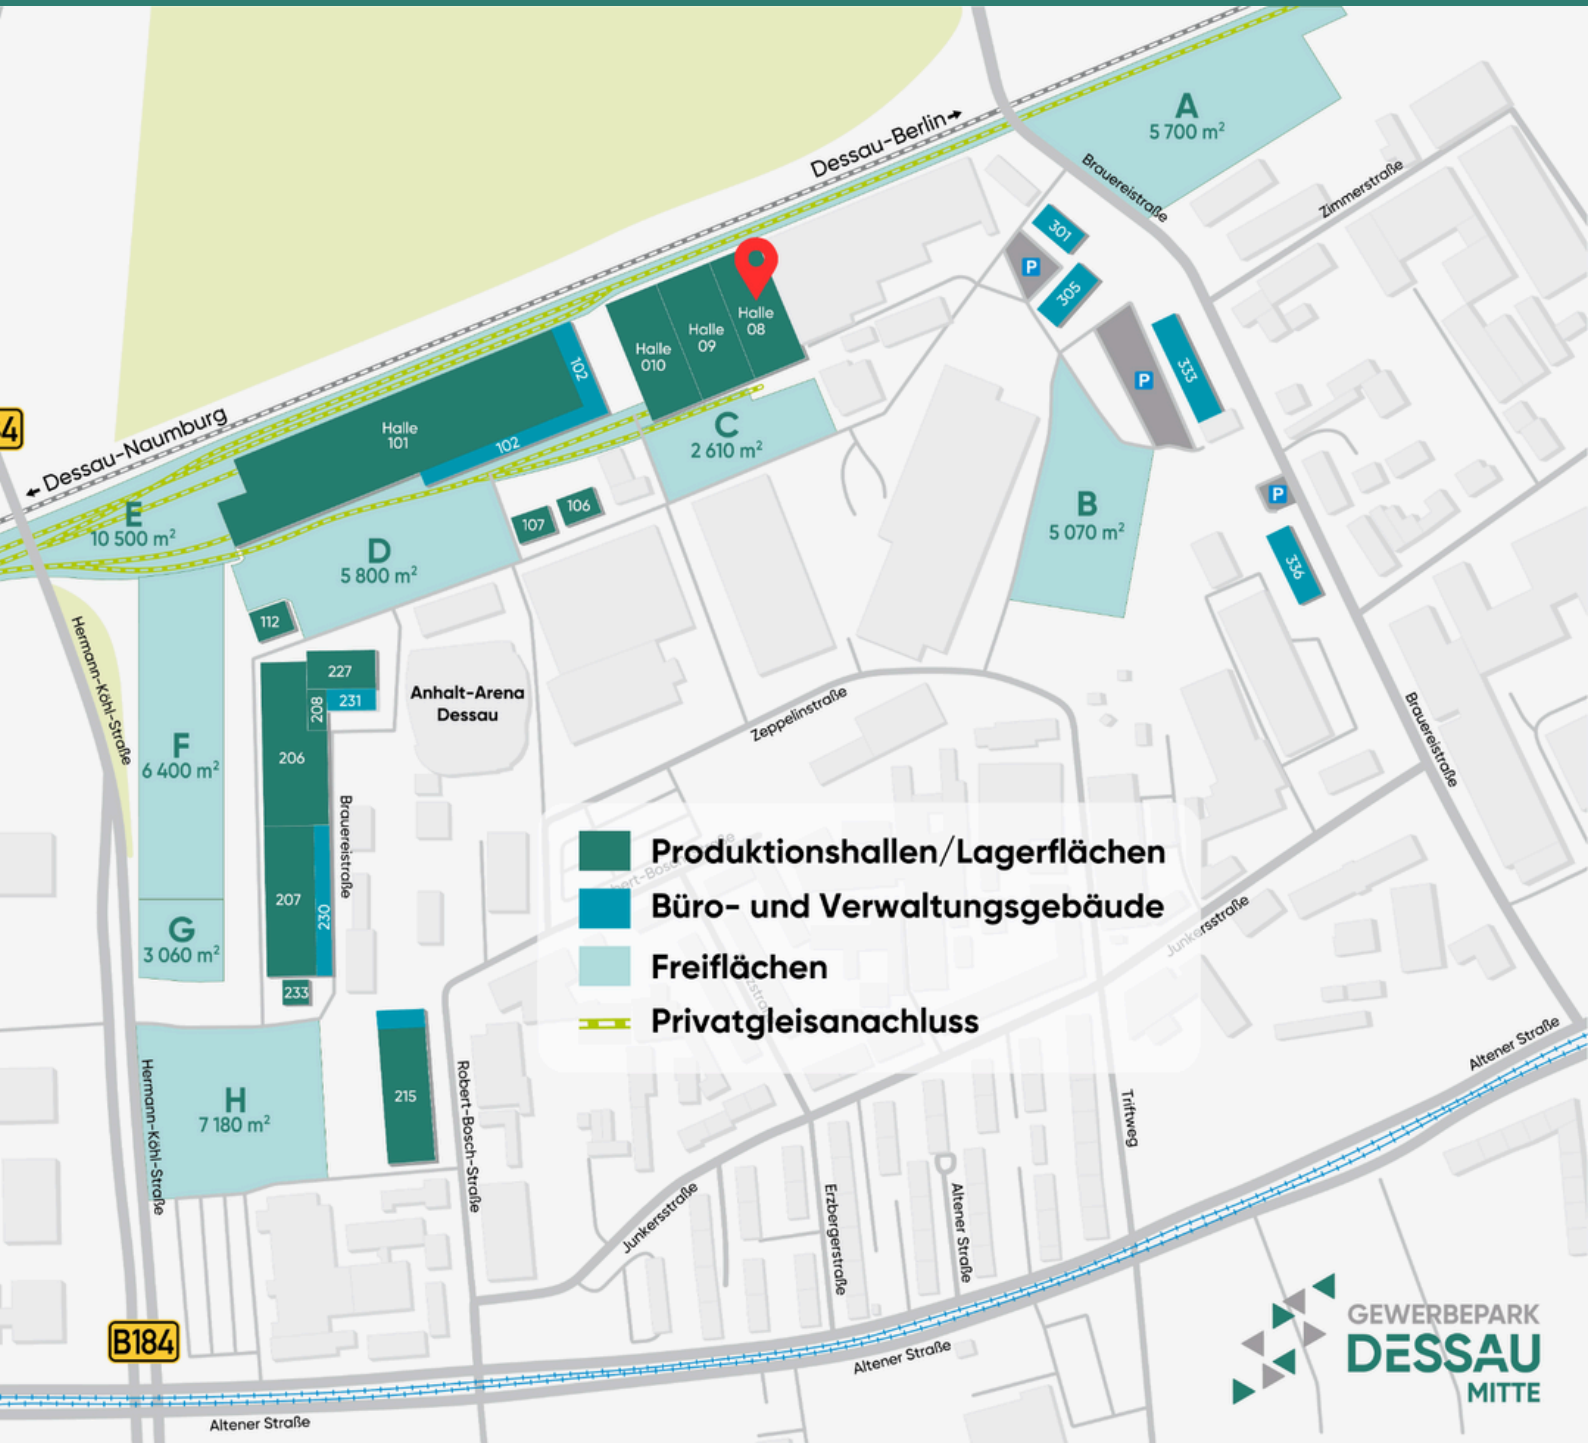 A
5 700 m²
Dessau-Berlin
Brauereistraße
Zimmerstraße
301
P
305
Halle
08
Halle
09
Halle
010
333
P
102
Halle
101
102
4
Dessau-Naumburg
C
2 610 m²
E
10 500 m²
P
B
5 070 m²
106
107
D
5 800 m²
336
112
Hermann-Köhl-Straße
227
231
208
Anhalt-Arena
Dessau
Zeppelinstraße
Brauereistraße
206
F
6 400 m²
Brauereistraße
Produktionshallen/Lagerflächen
Büro- und Verwaltungsgebäude
Freiflächen
Privatgleisanachluss
207
230
G
3 060 m²
Junkersstraße
233
Altener Straße
H
7 180 m²
215
Hermann-Köhl-Straße
Robert-Bosch-Straße
Triftweg
Junkersstraße
Erzbergerstraße
Altener Straße
B184
Altener Straße
Altener Straße
GEWERBEPARK
DESSAU
MITTE